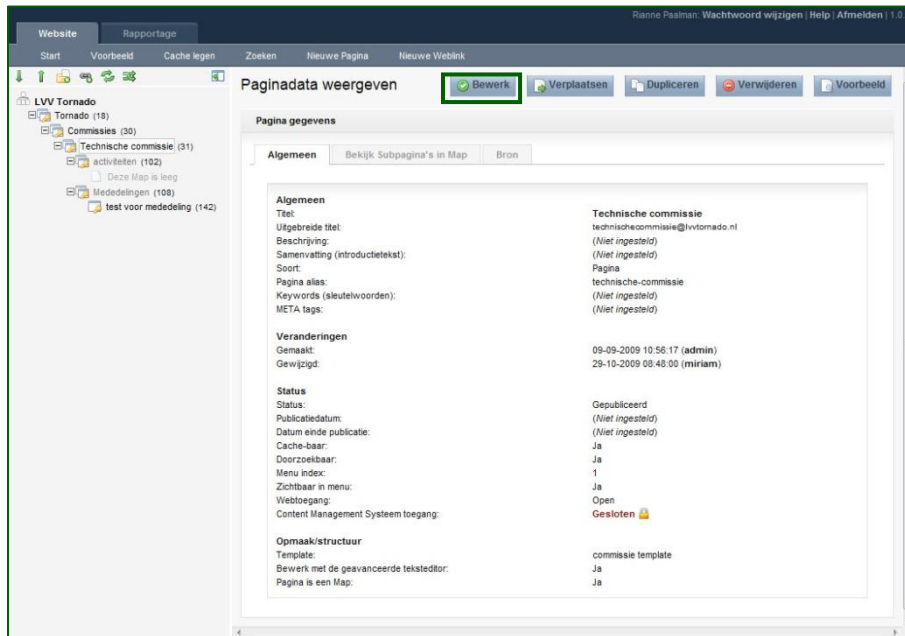 Rianne Paalman: Wachtwoord wijzigen | Help | Afmelden | 1.0.
Website Rapportage
Start Voorbeeld Cache legen Zoeken Nieuwe Pagina Nieuwe Weblink
LVV Tornado
Tornado (18)
Commissies (30)
Technische commissie (31)
activiteiten (102)
Deze Map is leeg
Mededelingen (108)
test voor mededeling (142)
Paginadata weergeven
Bewerk Verplaatsen Dupliceren Verwijderen Voorbeeld
Pagina gegevens
Algemeen Bekijk Subpagina's in Map Bron
Algemeen
Titel: Technische commissie
Uitgebreide titel: technischecommissie@lvvtornado.nl
Beschrijving: (Niet ingesteld)
Samenvatting (introductietekst): (Niet ingesteld)
Soort: Pagina
Pagina alias: technische-commissie
Keywords (sleutelwoorden): (Niet ingesteld)
META tags: (Niet ingesteld)
Veranderingen
Gemaakt: 09-09-2009 10:56:17 (admin)
Gewijzigd: 29-10-2009 08:48:00 (miriam)
Status
Status: Gepubliceerd
Publicatiedatum: (Niet ingesteld)
Datum einde publicatie: (Niet ingesteld)
Cache-baar: Ja
Doorzoekbaar: Ja
Menu index: 1
Zichtbaar in menu: Ja
Webtoegang: Open
Content Management Systeem toegang: Gesloten
Opmaak/structuur
Template: commissie template
Bewerk met de geavanceerde teksteditor: Ja
Pagina is een Map: Ja